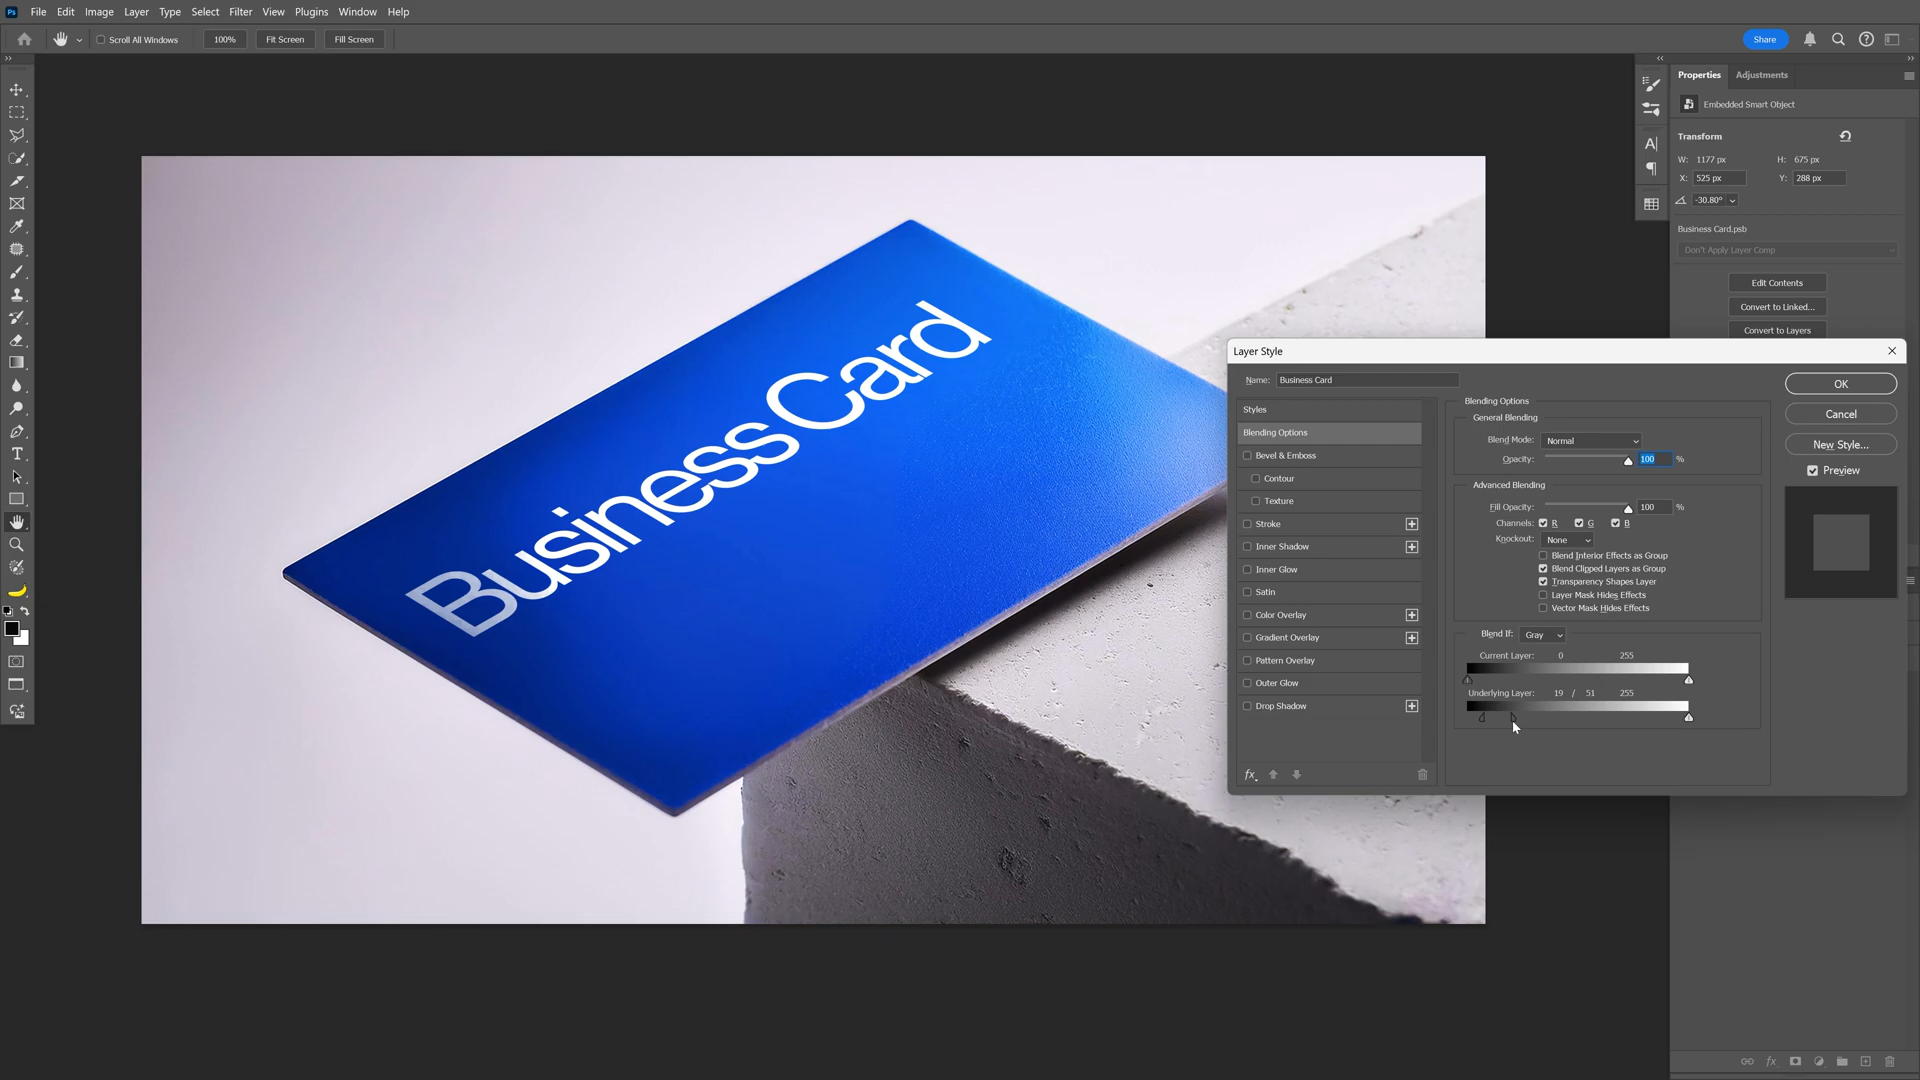 Ps File Edit Image Layer Type Select Filter View Plugins Window Help
Scroll All Windows 100% Fit Screen Fill Screen Share
Properties Adjustments
Embedded Smart Object
Transform
W: 1177 px H: 675 px
X: 525 px Y: 288 px
-30.80°
Business Card.psb
Don't Apply Layer Comp
Edit Contents
Convert to Linked...
Convert to Layers
Business Card
Layer Style
Name: Business Card
Styles
Blending Options
Bevel & Emboss
Contour
Texture
Stroke
Inner Shadow
Inner Glow
Satin
Color Overlay
Gradient Overlay
Pattern Overlay
Outer Glow
Drop Shadow
fx
Blending Options
General Blending
Blend Mode: Normal
Opacity: 100 %
Advanced Blending
Fill Opacity: 100 %
Channels: R G B
Knockout: None
Blend Interior Effects as Group
Blend Clipped Layers as Group
Transparency Shapes Layer
Layer Mask Hides Effects
Vector Mask Hides Effects
Blend If: Gray
Current Layer: 0 255
Underlying Layer: 19 / 51 255
OK
Cancel
New Style...
Preview
fx